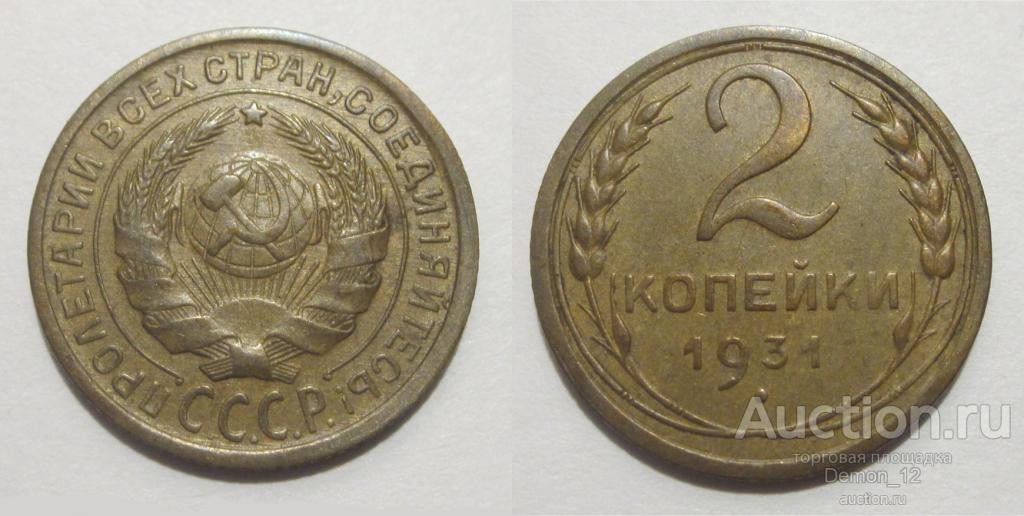 ПРОЛЕТАРИИ ВСЕХ СТРАН, СОЕДИНЯЙТЕСЬ!
С.С.С.Р.
2
КОПЕЙКИ
1931
Auction.ru
торговая площадка
Demon_12
auction.ru